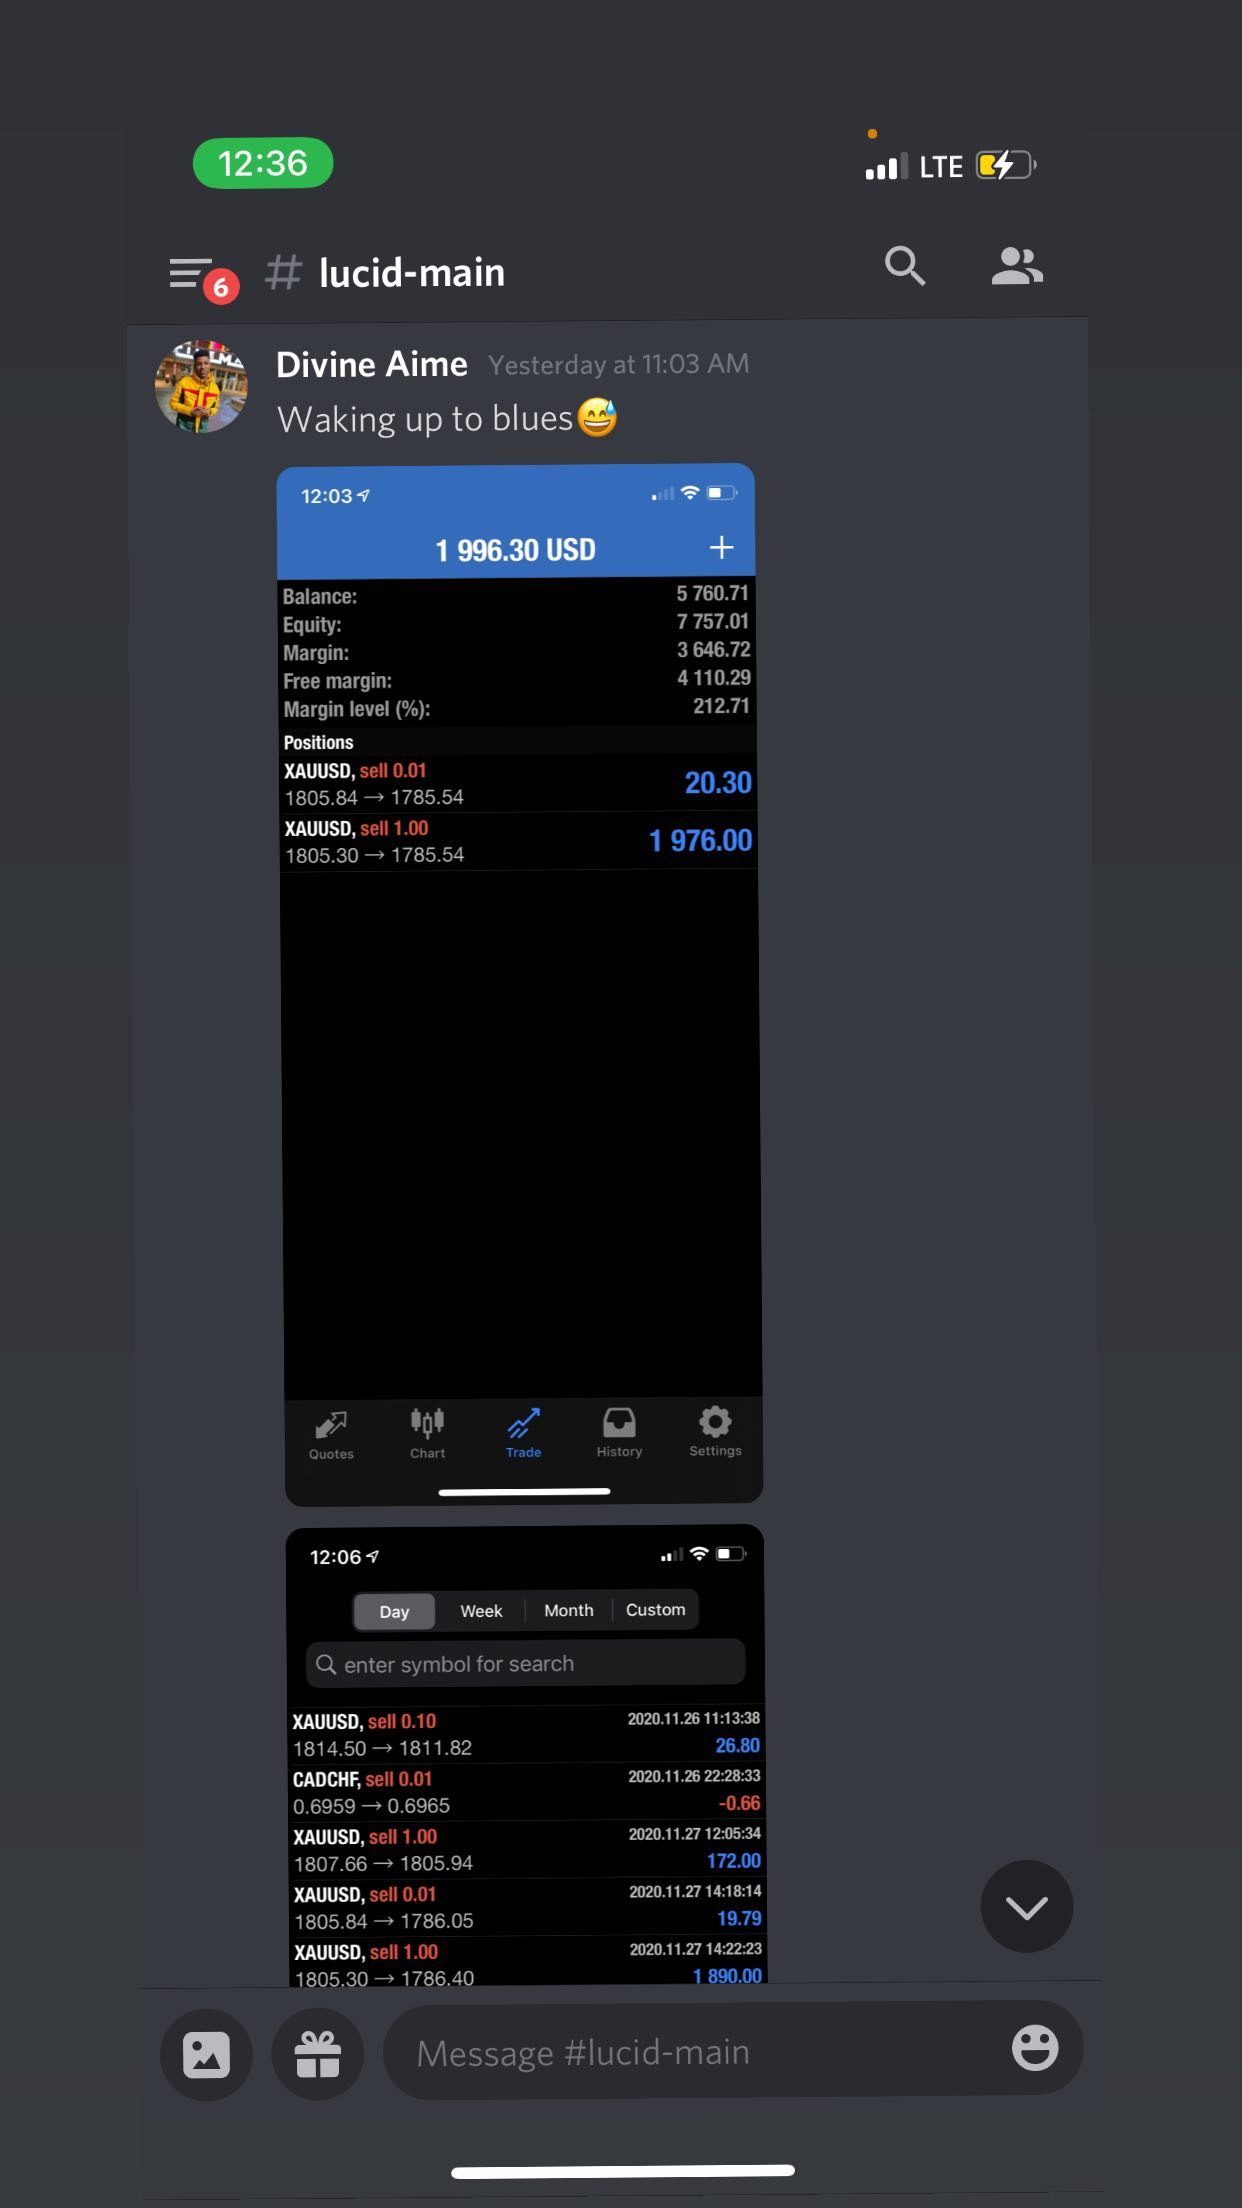 12:36 LTE
6 # lucid-main
Divine Aime Yesterday at 11:03 AM
Waking up to blues😅
12:03
1 996.30 USD +
Balance: 5 760.71
Equity: 7 757.01
Margin: 3 646.72
Free margin: 4 110.29
Margin level (%): 212.71
Positions
XAUUSD, sell 0.01
1805.84 → 1785.54 20.30
XAUUSD, sell 1.00
1805.30 → 1785.54 1 976.00
Quotes Chart Trade History Settings
12:06
Day Week Month Custom
enter symbol for search
XAUUSD, sell 0.10 2020.11.26 11:13:38
1814.50 → 1811.82 26.80
CADCHF, sell 0.01 2020.11.26 22:28:33
0.6959 → 0.6965 -0.66
XAUUSD, sell 1.00 2020.11.27 12:05:34
1807.66 → 1805.94 172.00
XAUUSD, sell 0.01 2020.11.27 14:18:14
1805.84 → 1786.05 19.79
XAUUSD, sell 1.00 2020.11.27 14:22:23
1805.30 → 1786.40 1 890.00
Message #lucid-main